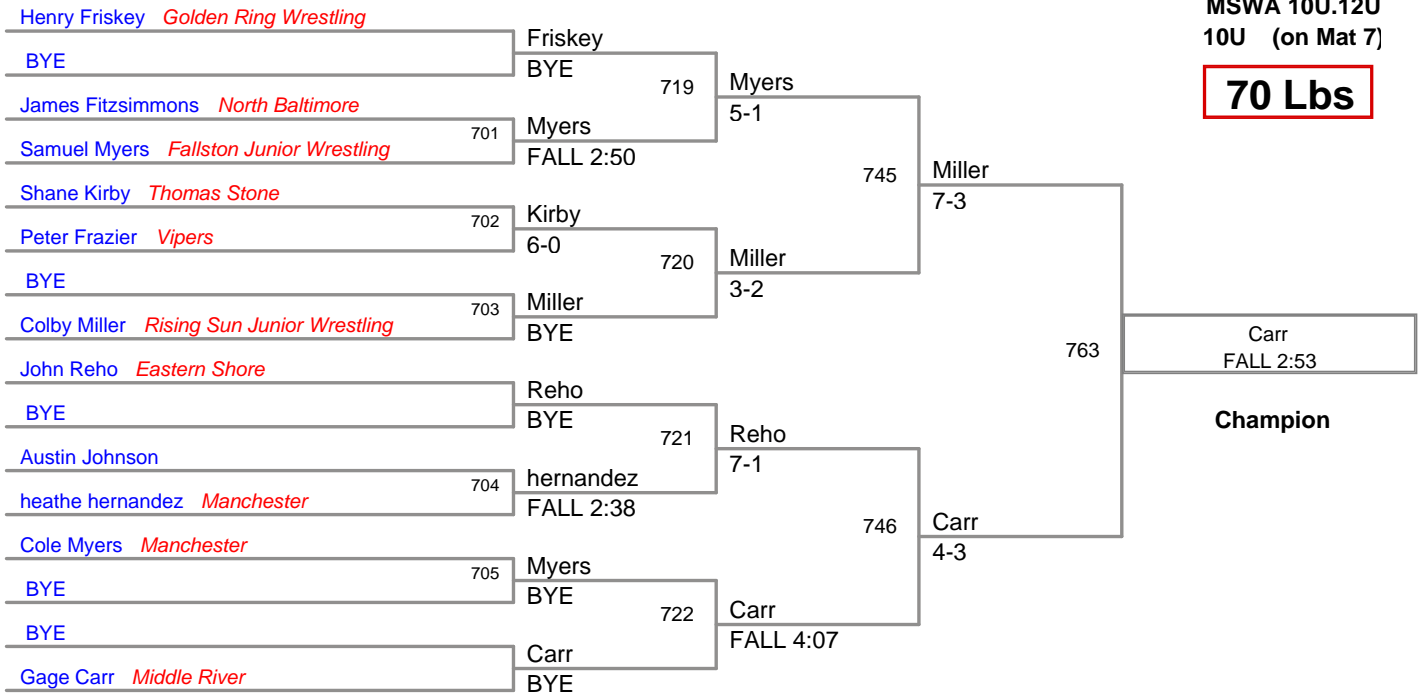 MSWA 10U.12U
10U (on Mat 7)
70 Lbs
Henry Friskey Golden Ring Wrestling
BYE
James Fitzsimmons North Baltimore
Samuel Myers Fallston Junior Wrestling
Shane Kirby Thomas Stone
Peter Frazier Vipers
BYE
Colby Miller Rising Sun Junior Wrestling
John Reho Eastern Shore
BYE
Austin Johnson
heathe hernandez Manchester
Cole Myers Manchester
BYE
BYE
Gage Carr Middle River
701
702
703
704
705
Friskey
BYE
Myers
FALL 2:50
Kirby
6-0
Miller
BYE
Reho
BYE
hernandez
FALL 2:38
Myers
BYE
Carr
BYE
719
720
721
722
Myers
5-1
Miller
3-2
Reho
7-1
Carr
FALL 4:07
745
746
Miller
7-3
Carr
4-3
763
Carr
FALL 2:53
Champion